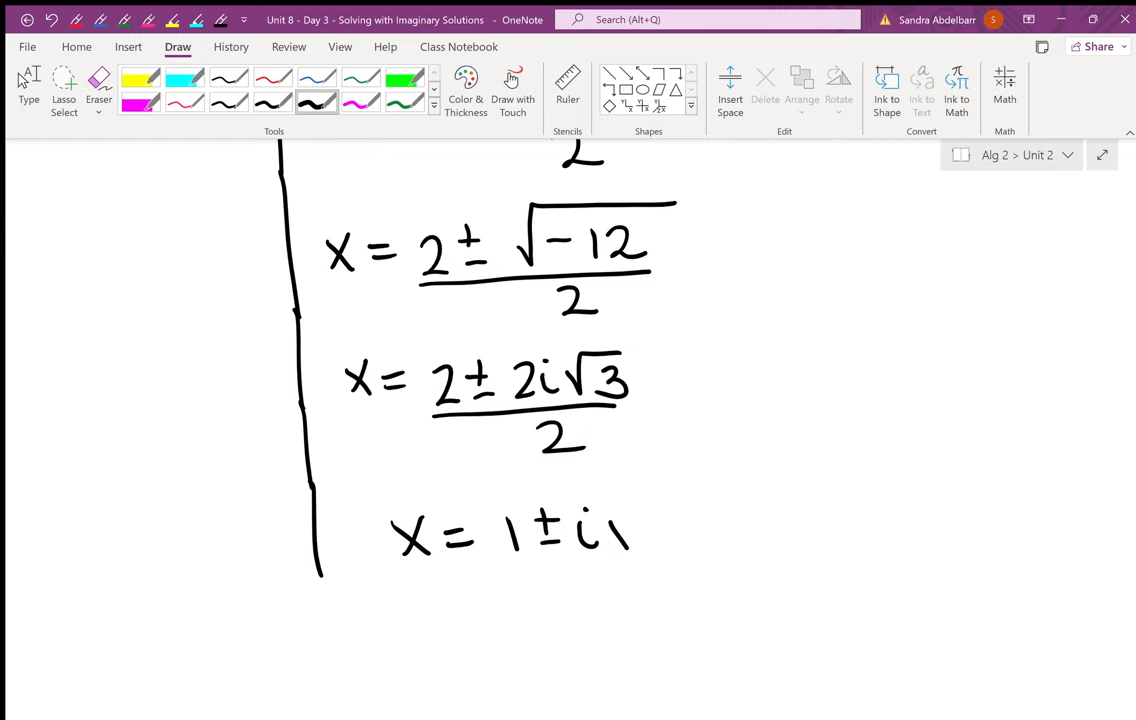 Unit 8 - Day 3 - Solving with Imaginary Solutions - OneNote
Search (Alt+Q)
Sandra Abdelbarr
S
File Home Insert Draw History Review View Help Class Notebook
Share
Type
Lasso Select
Eraser
Color & Thickness
Draw with Touch
Ruler
Insert Space
Delete
Arrange
Rotate
Ink to Shape
Ink to Text
Ink to Math
Math
Tools
Stencils
Shapes
Edit
Convert
Math
Alg 2 > Unit 2
2
x = 2 ± √-12
2
x = 2 ± 2i√3
2
x = 1 ± i